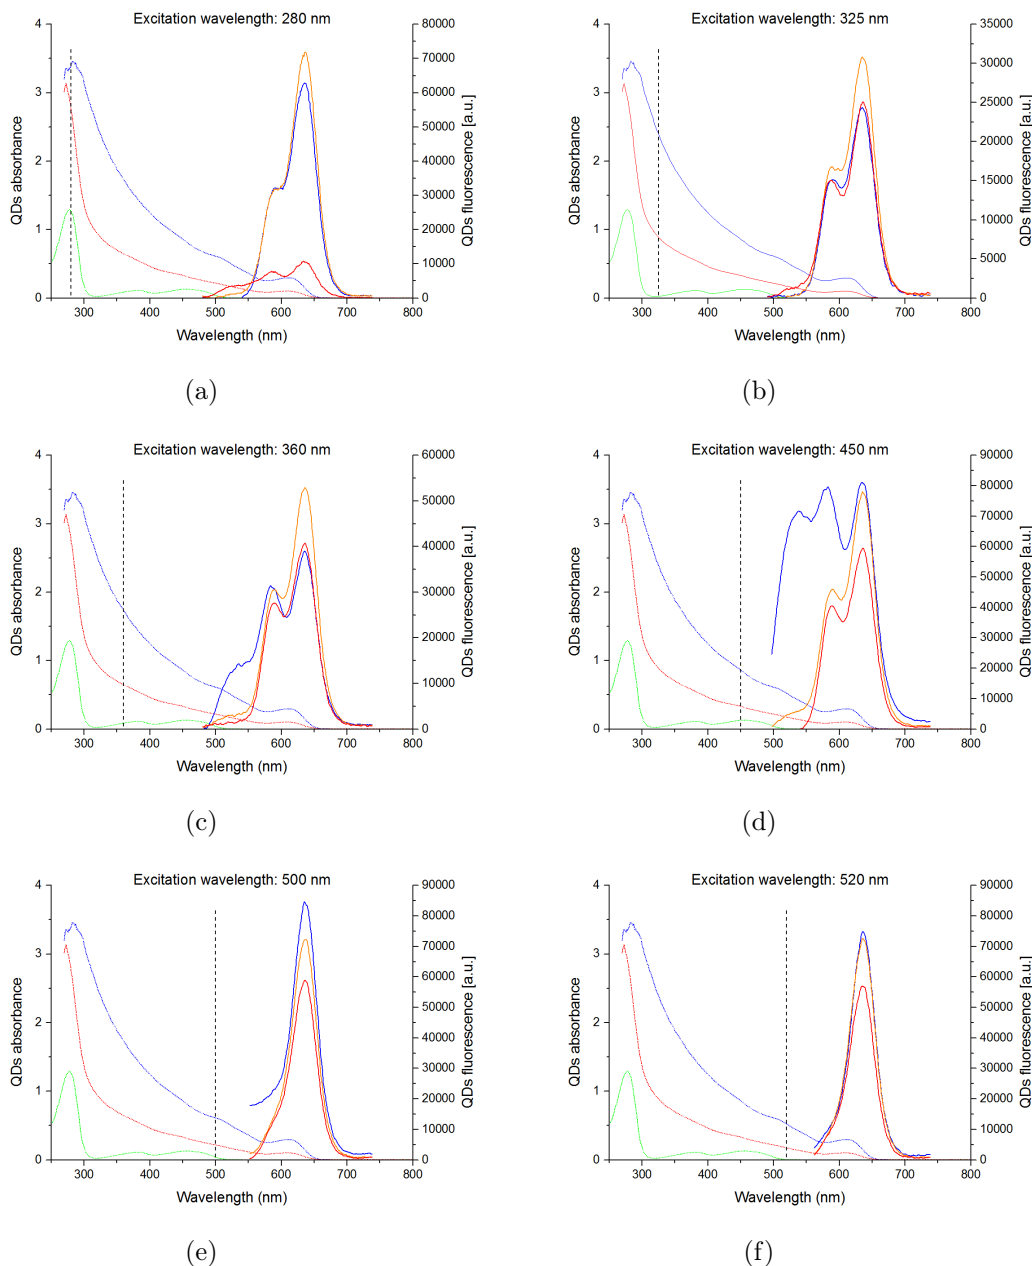 Excitation wavelength: 280 nm
4
3
2
1
0
QDs absorbance
80000
70000
60000
50000
40000
30000
20000
10000
0
QDs fluorescence [a.u.]
300 400 500 600 700 800
Wavelength (nm)
(a)
Excitation wavelength: 325 nm
4
3
2
1
0
QDs absorbance
35000
30000
25000
20000
15000
10000
5000
0
QDs fluorescence [a.u.]
300 400 500 600 700 800
Wavelength (nm)
(b)
Excitation wavelength: 360 nm
4
3
2
1
0
QDs absorbance
60000
50000
40000
30000
20000
10000
0
QDs fluorescence [a.u.]
300 400 500 600 700 800
Wavelength (nm)
(c)
Excitation wavelength: 450 nm
4
3
2
1
0
QDs absorbance
90000
80000
70000
60000
50000
40000
30000
20000
10000
0
QDs fluorescence [a.u.]
300 400 500 600 700 800
Wavelength (nm)
(d)
Excitation wavelength: 500 nm
4
3
2
1
0
QDs absorbance
90000
80000
70000
60000
50000
40000
30000
20000
10000
0
QDs fluorescence [a.u.]
300 400 500 600 700 800
Wavelength (nm)
(e)
Excitation wavelength: 520 nm
4
3
2
1
0
QDs absorbance
90000
80000
70000
60000
50000
40000
30000
20000
10000
0
QDs fluorescence [a.u.]
300 400 500 600 700 800
Wavelength (nm)
(f)